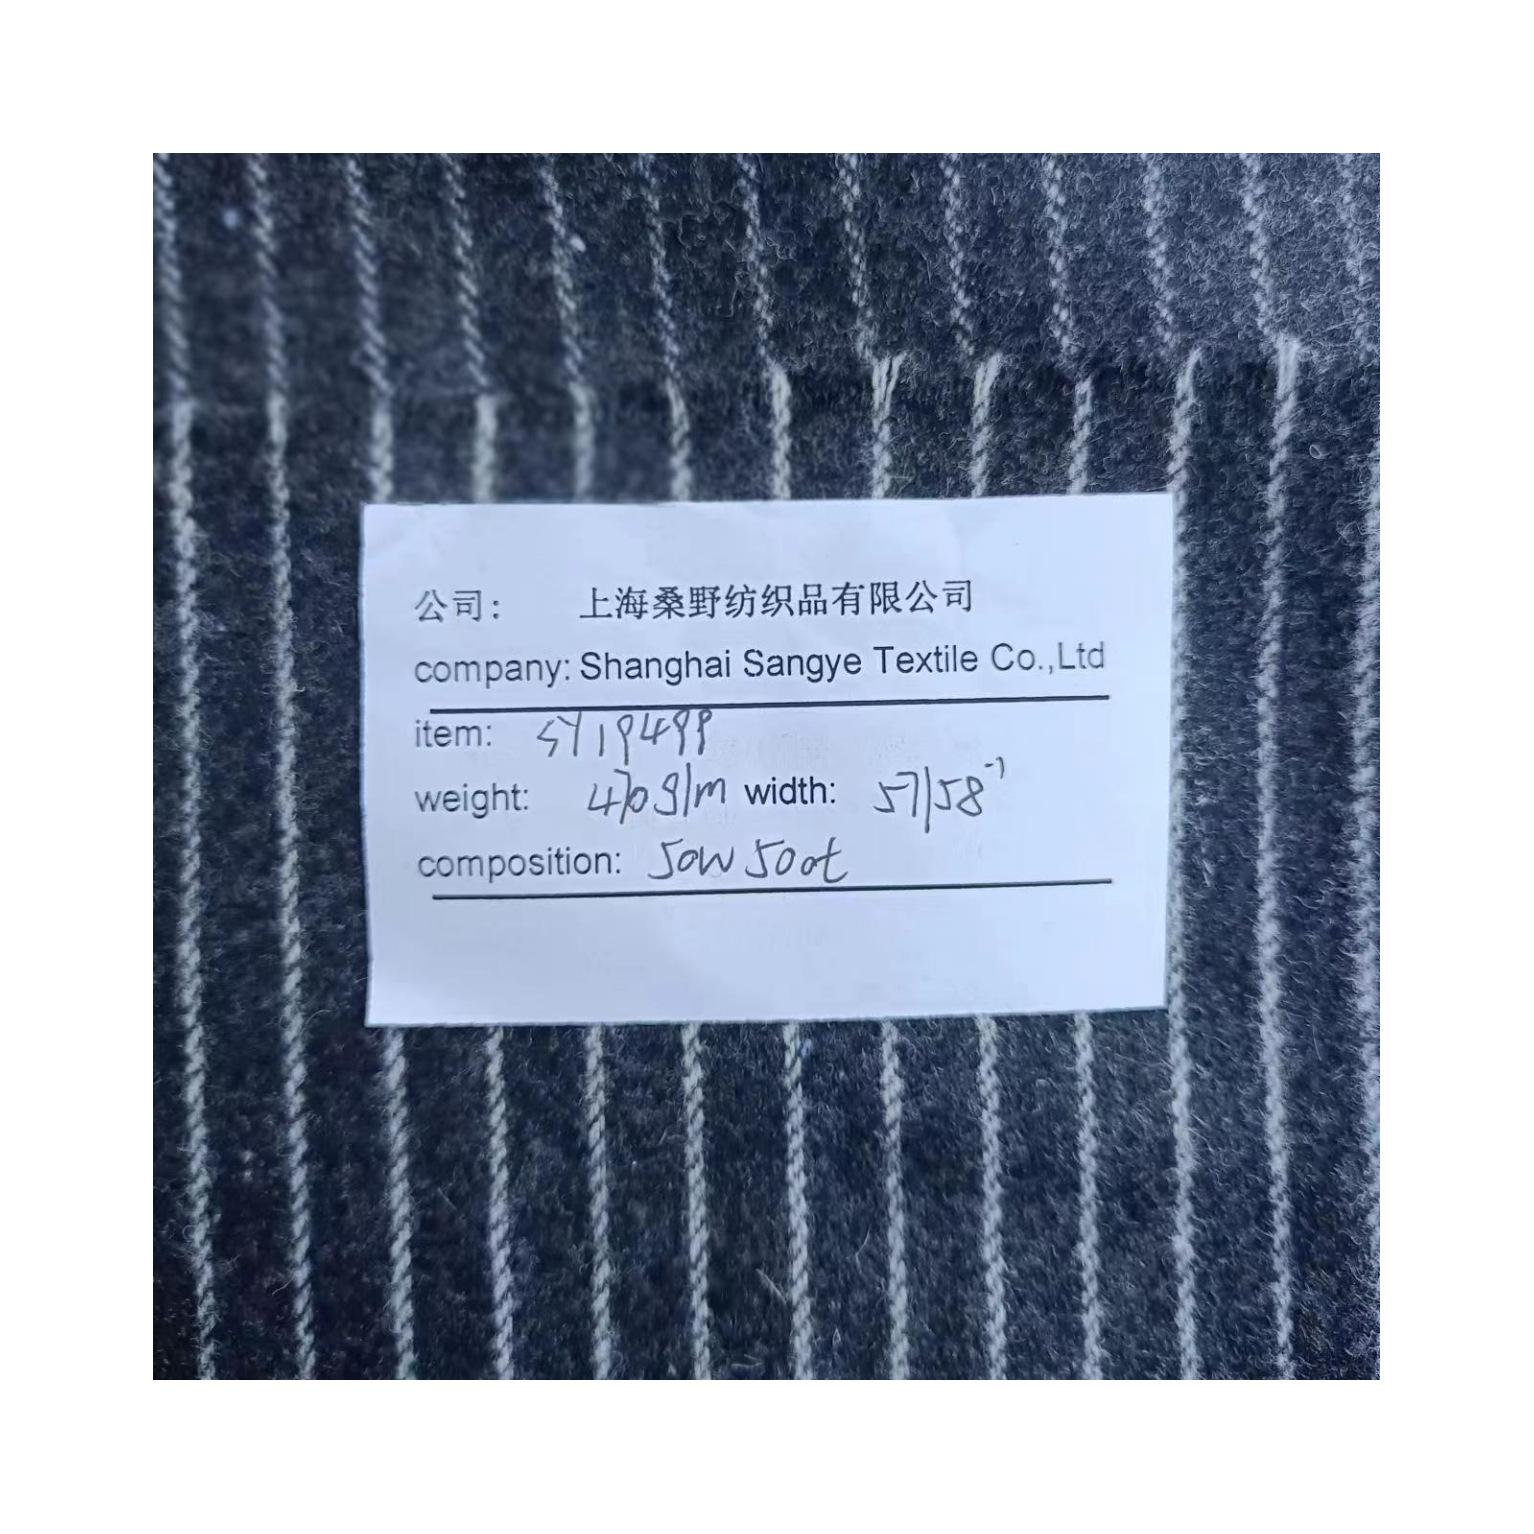 公司： 上海桑野纺织品有限公司
company: Shanghai Sangye Textile Co.,Ltd
item: SY19499
weight: 470g/m width: 57/58"
composition: 50W 50ot